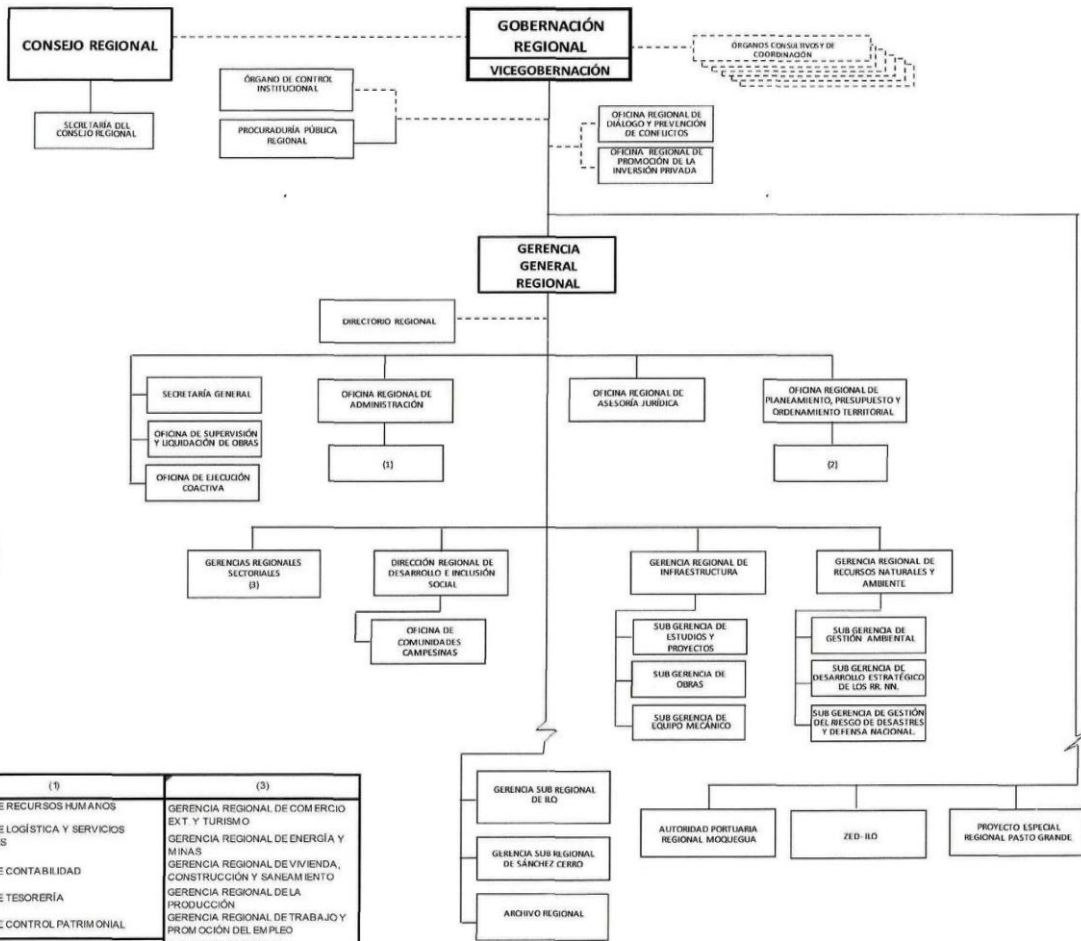 CONSEJO REGIONAL
GOBERNACIÓN
REGIONAL
VICEGOBERNACIÓN
ÓRGANOS CONSULTIVOS Y DE
COORDINACIÓN
SECRETARÍA DEL
CONSEJO REGIONAL
ÓRGANO DE CONTROL
INSTITUCIONAL
PROCURADURÍA PÚBLICA
REGIONAL
OFICINA REGIONAL DE
DIÁLOGO Y PREVENCIÓN
DE CONFLICTOS
OFICINA REGIONAL DE
PROMOCIÓN DE LA
INVERSIÓN PRIVADA
GERENCIA
GENERAL
REGIONAL
DIRECTORIO REGIONAL
SECRETARÍA GENERAL
OFICINA DE SUPERVISIÓN
Y LIQUIDACIÓN DE OBRAS
OFICINA DE EJECUCIÓN
COACTIVA
OFICINA REGIONAL DE
ADMINISTRACIÓN
(1)
OFICINA REGIONAL DE
ASESORÍA JURÍDICA
OFICINA REGIONAL DE
PLANEAMIENTO, PRESUPUESTO Y
ORDENAMIENTO TERRITORIAL
(2)
GERENCIAS REGIONALES
SECTORIALES
(3)
DIRECCIÓN REGIONAL DE
DESARROLLO E INCLUSIÓN
SOCIAL
OFICINA DE
COMUNIDADES
CAMPESINAS
GERENCIA REGIONAL DE
INFRAESTRUCTURA
SUB GERENCIA DE
ESTUDIOS Y
PROYECTOS
SUB GERENCIA DE
OBRAS
SUB GERENCIA DE
EQUIPO MECÁNICO
GERENCIA REGIONAL DE
RECURSOS NATURALES Y
AMBIENTE
SUB GERENCIA DE
GESTIÓN AMBIENTAL
SUB GERENCIA DE
DESARROLLO ESTRATÉGICO
DE LOS RR. NN.
SUB GERENCIA DE GESTIÓN
DEL RIESGO DE DESASTRES
Y DEFENSA NACIONAL.
GERENCIA SUB REGIONAL
DE ILO
GERENCIA SUB REGIONAL
DE SÁNCHEZ CERRO
ARCHIVO REGIONAL
AUTORIDAD PORTUARIA
REGIONAL MOQUEGUA
ZED- ILO
PROYECTO ESPECIAL
REGIONAL PASTO GRANDE
(1)
E RECURSOS HUMANOS
E LOGÍSTICA Y SERVICIOS
S
E CONTABILIDAD
E TESORERÍA
E CONTROL PATRIMONIAL
(3)
GERENCIA REGIONAL DE COMERCIO
EXT. Y TURISMO
GERENCIA REGIONAL DE ENERGÍA Y
MINAS
GERENCIA REGIONAL DE VIVIENDA,
CONSTRUCCIÓN Y SANEAMIENTO
GERENCIA REGIONAL DE LA
PRODUCCIÓN
GERENCIA REGIONAL DE TRABAJO Y
PROMOCIÓN DEL EMPLEO